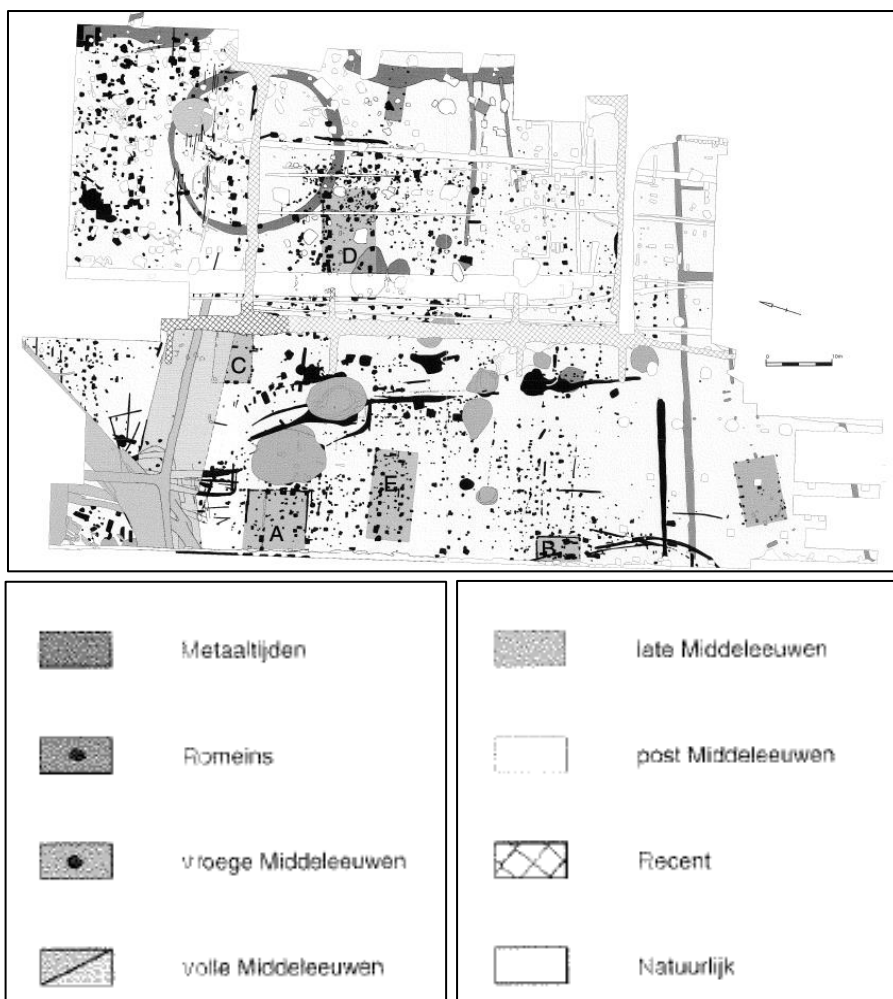 D
0 10m
C
E
A
B
Metaaltijden
Romeins
vroege Middeleeuwen
volle Middeleeuwen
late Middeleeuwen
post Middeleeuwen
Recent
Natuurlijk